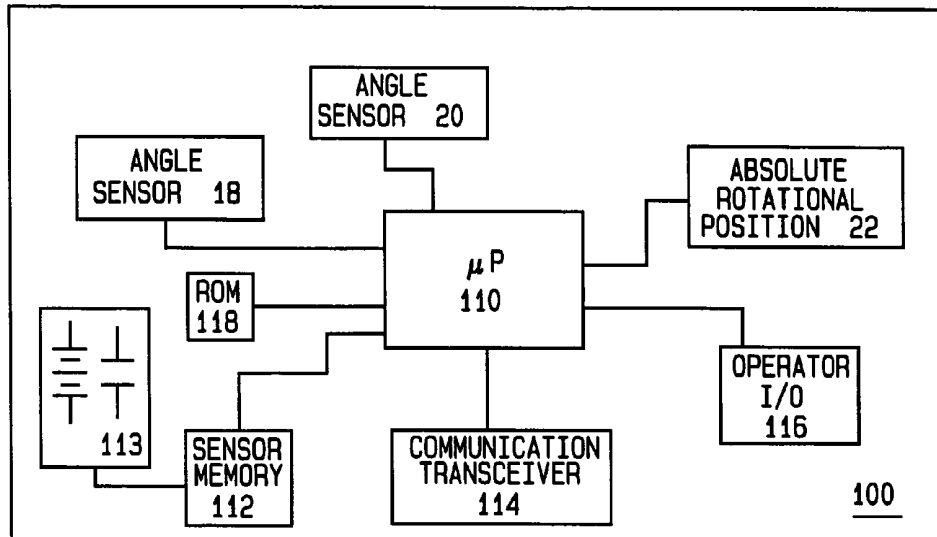 ANGLE
SENSOR 20
ANGLE
SENSOR 18
ABSOLUTE
ROTATIONAL
POSITION 22
μP
110
ROM
118
OPERATOR
I/O
116
113
SENSOR
MEMORY
112
COMMUNICATION
TRANSCEIVER
114
100